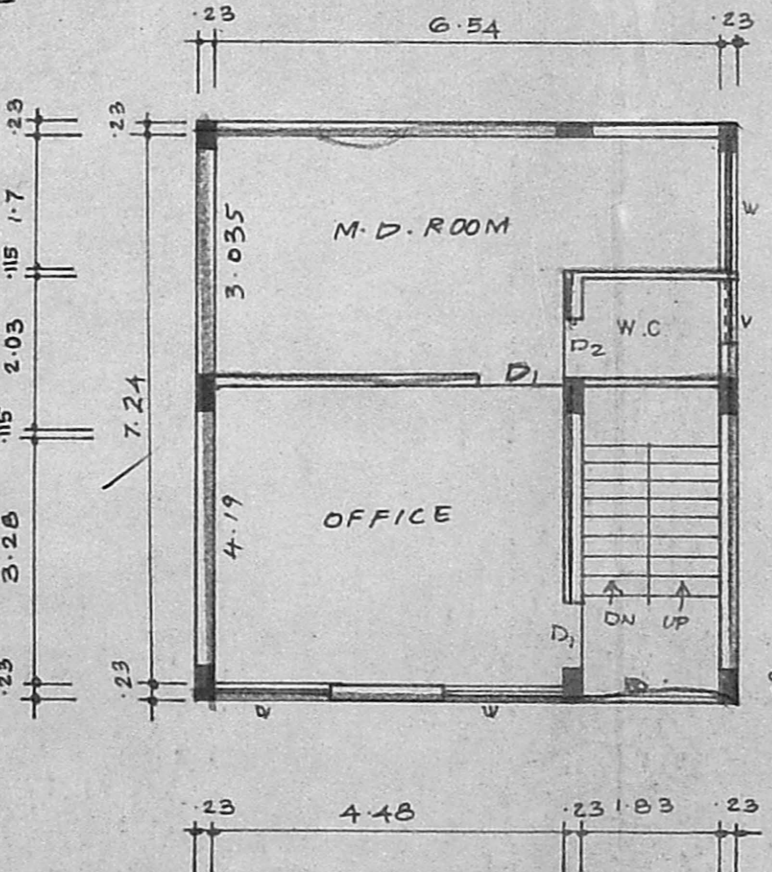 .23 6.54 .23
.23
.23
1.7
.115
2.03
.115
3.28
.23
7.24
.23
3.035
M.D. ROOM
W
W.C
V
D2
D1
4.19
OFFICE
DN UP
D1
W
.23 4.48 .23 1.83 .23